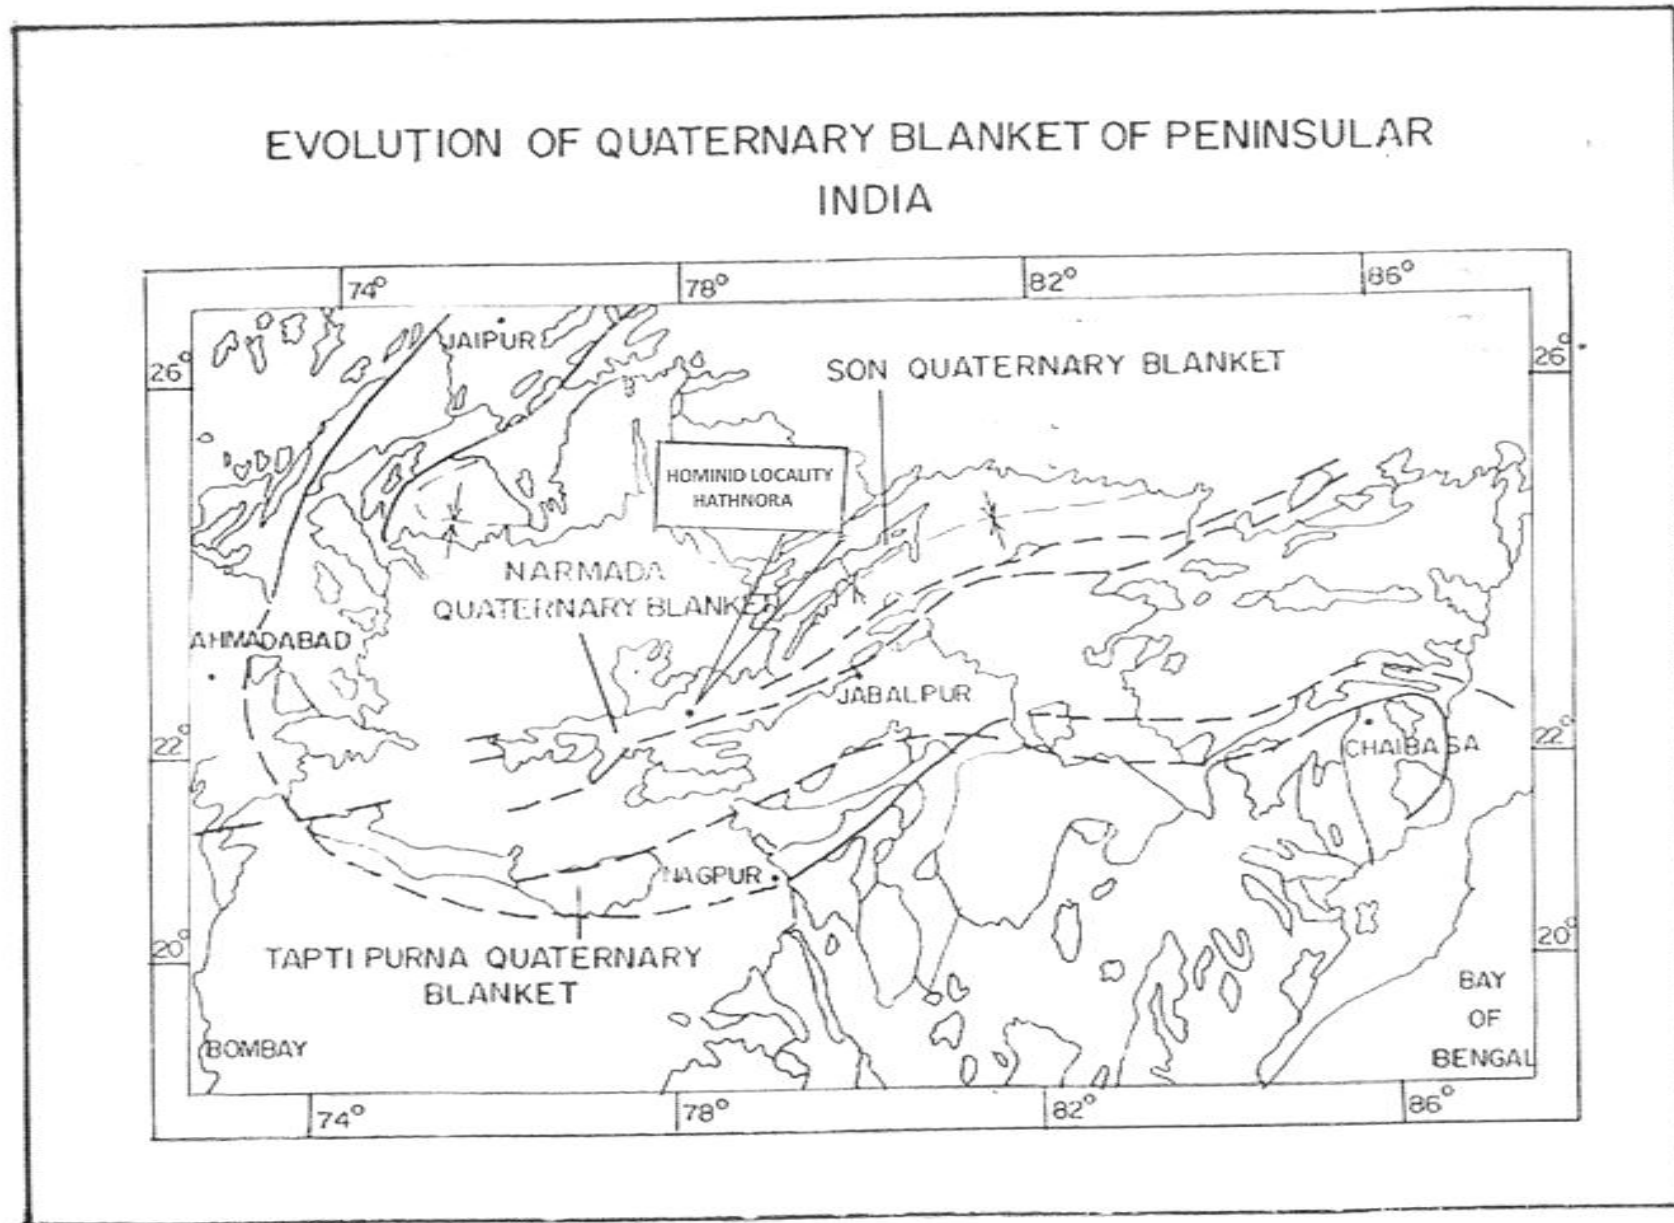 EVOLUTION OF QUATERNARY BLANKET OF PENINSULAR
INDIA
74° 78° 82° 86°
JAIPUR
26° 26°
SON QUATERNARY BLANKET
HOMINID LOCALITY
HATHNORA
NARMADA
QUATERNARY BLANKET
AHMADABAD
JABALPUR
22° 22°
CHAIBASA
NAGPUR
20° 20°
TAPTI PURNA QUATERNARY
BLANKET
BAY
OF
BENGAL
BOMBAY
74° 78° 82° 86°